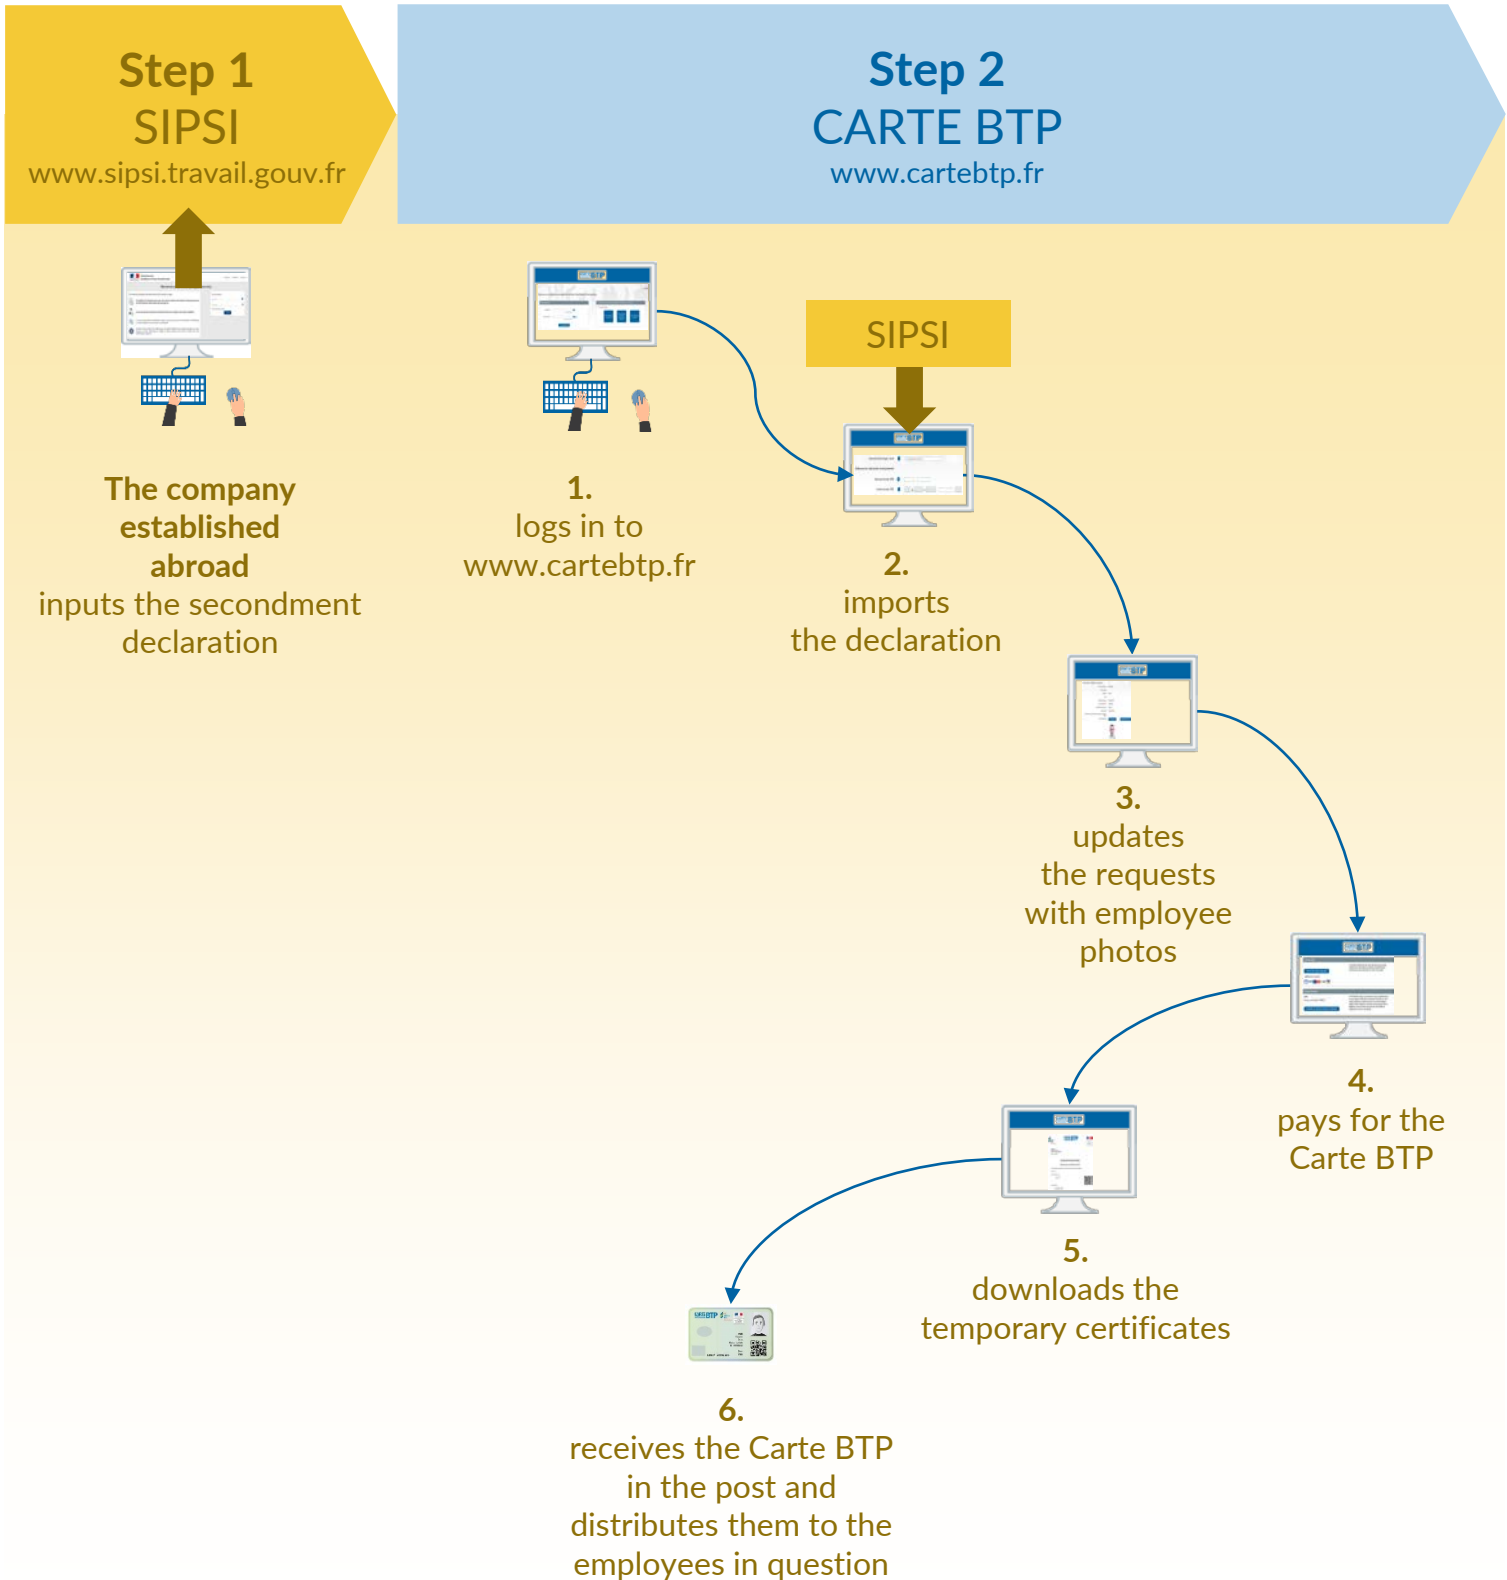 Step 1
SIPSI
www.sipsi.travail.gouv.fr
Step 2
CARTE BTP
www.cartebtp.fr
The company
established
abroad
inputs the secondment
declaration
1.
logs in to
www.cartebtp.fr
SIPSI
2.
imports
the declaration
3.
updates
the requests
with employee
photos
4.
pays for the
Carte BTP
5.
downloads the
temporary certificates
6.
receives the Carte BTP
in the post and
distributes them to the
employees in question